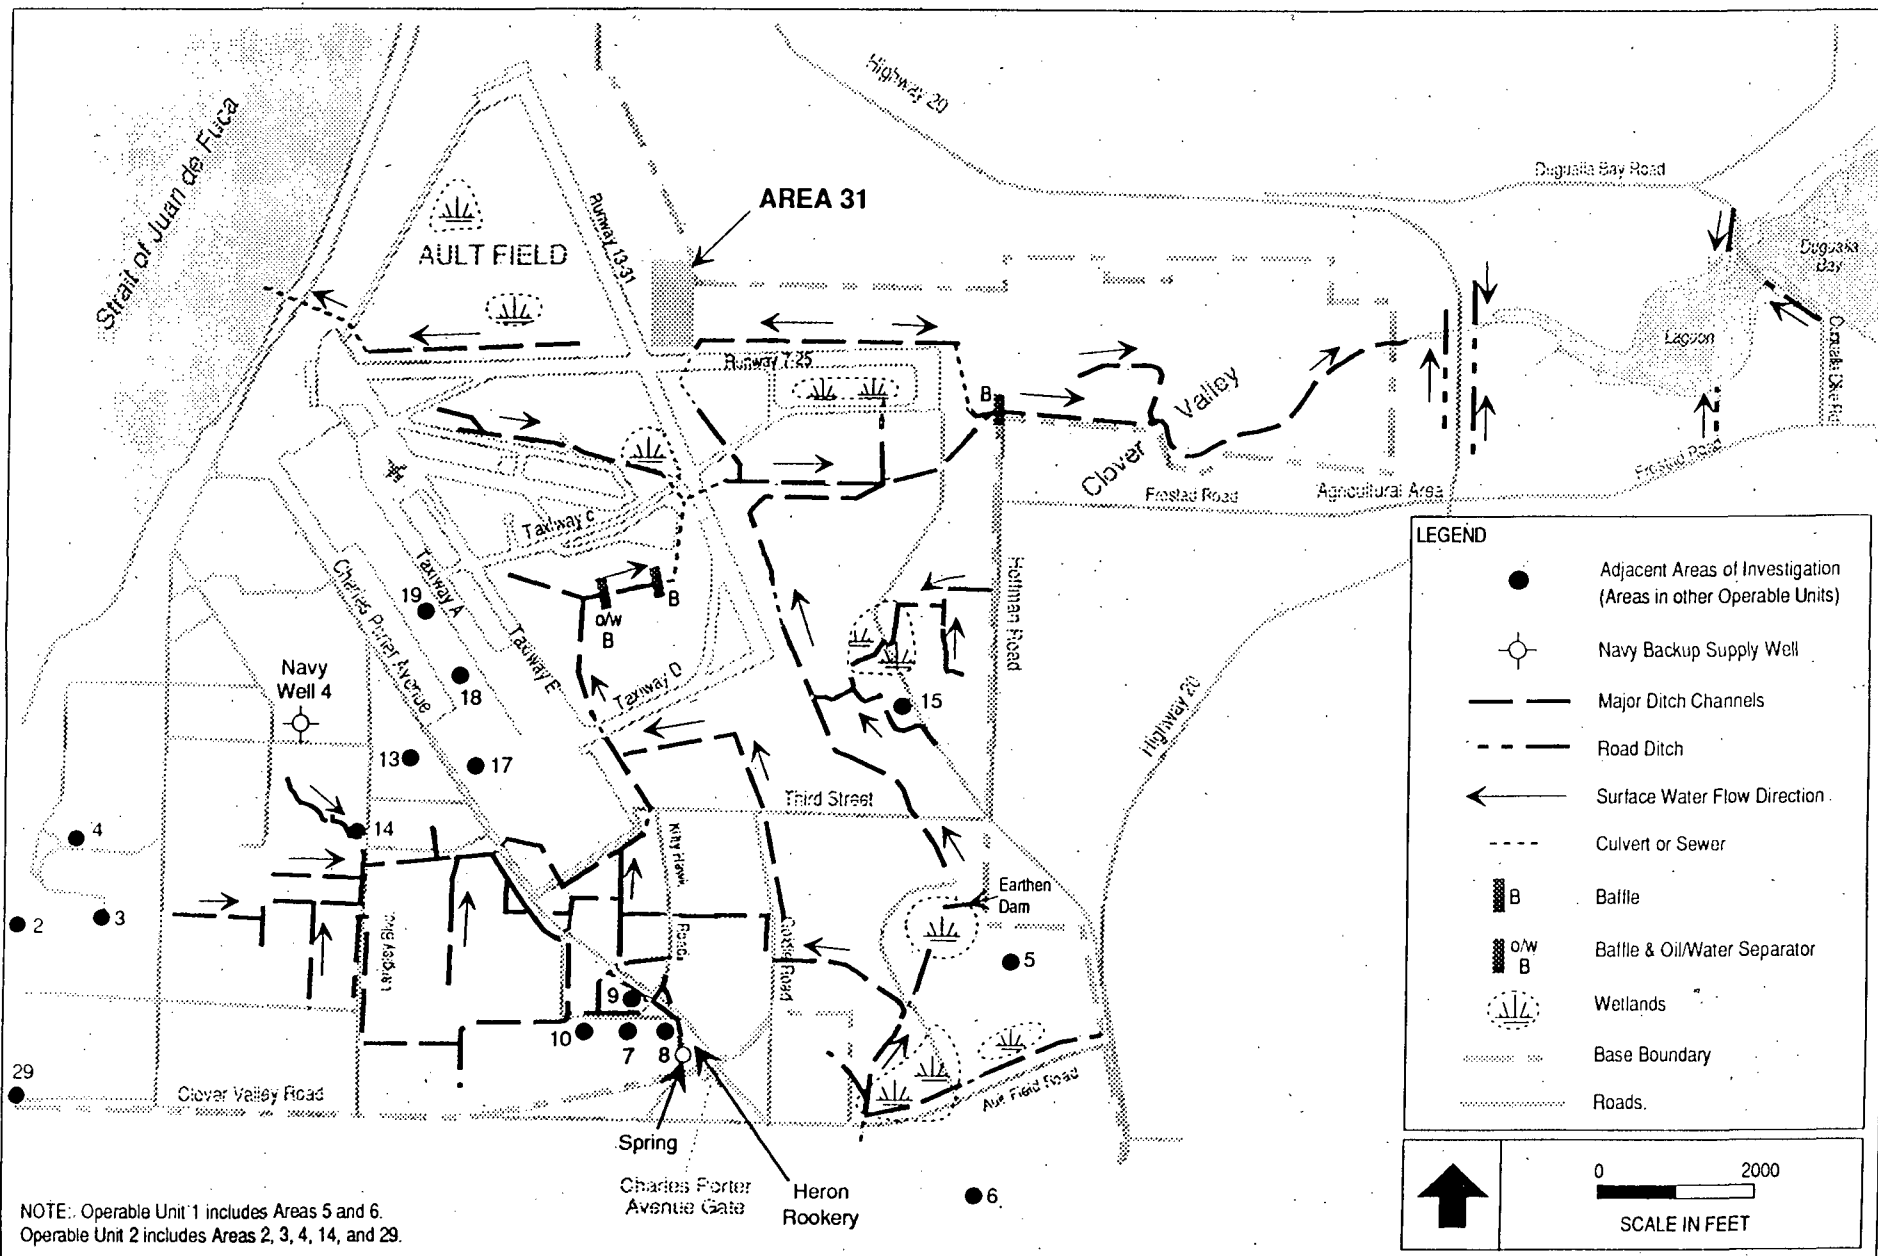 Highway 20
Strait of Juan de Fuca
Dugualla Bay Road
AREA 31
Runway 13-31
AULT FIELD
Dugualla
Bay
Lagoon
Runway 7-25
B
Valley
Clover
Frostad Road
Frostad Road
Agricultural Area
Taxiway C
Charles Porter Avenue
Taxiway A
19
o/w
B
B
Hoffman Road
Taxiway E
Navy
Well 4
18
Taxiway D
15
Highway 20
13
17
Third Street
4
14
Kitty Hawk
Road
Earthen
Dam
2
3
Langley Blvd.
Road
5
9
10
7
8
29
Clover Valley Road
Ault Field Road
Spring
Charles Porter
Avenue Gate
Heron
Rookery
6
LEGEND
Adjacent Areas of Investigation
(Areas in other Operable Units)
Navy Backup Supply Well
Major Ditch Channels
Road Ditch
Surface Water Flow Direction
Culvert or Sewer
B
Baffle
o/w
B
Baffle & Oil/Water Separator
Wetlands
Base Boundary
Roads
0
2000
SCALE IN FEET
NOTE: Operable Unit 1 includes Areas 5 and 6.
Operable Unit 2 includes Areas 2, 3, 4, 14, and 29.